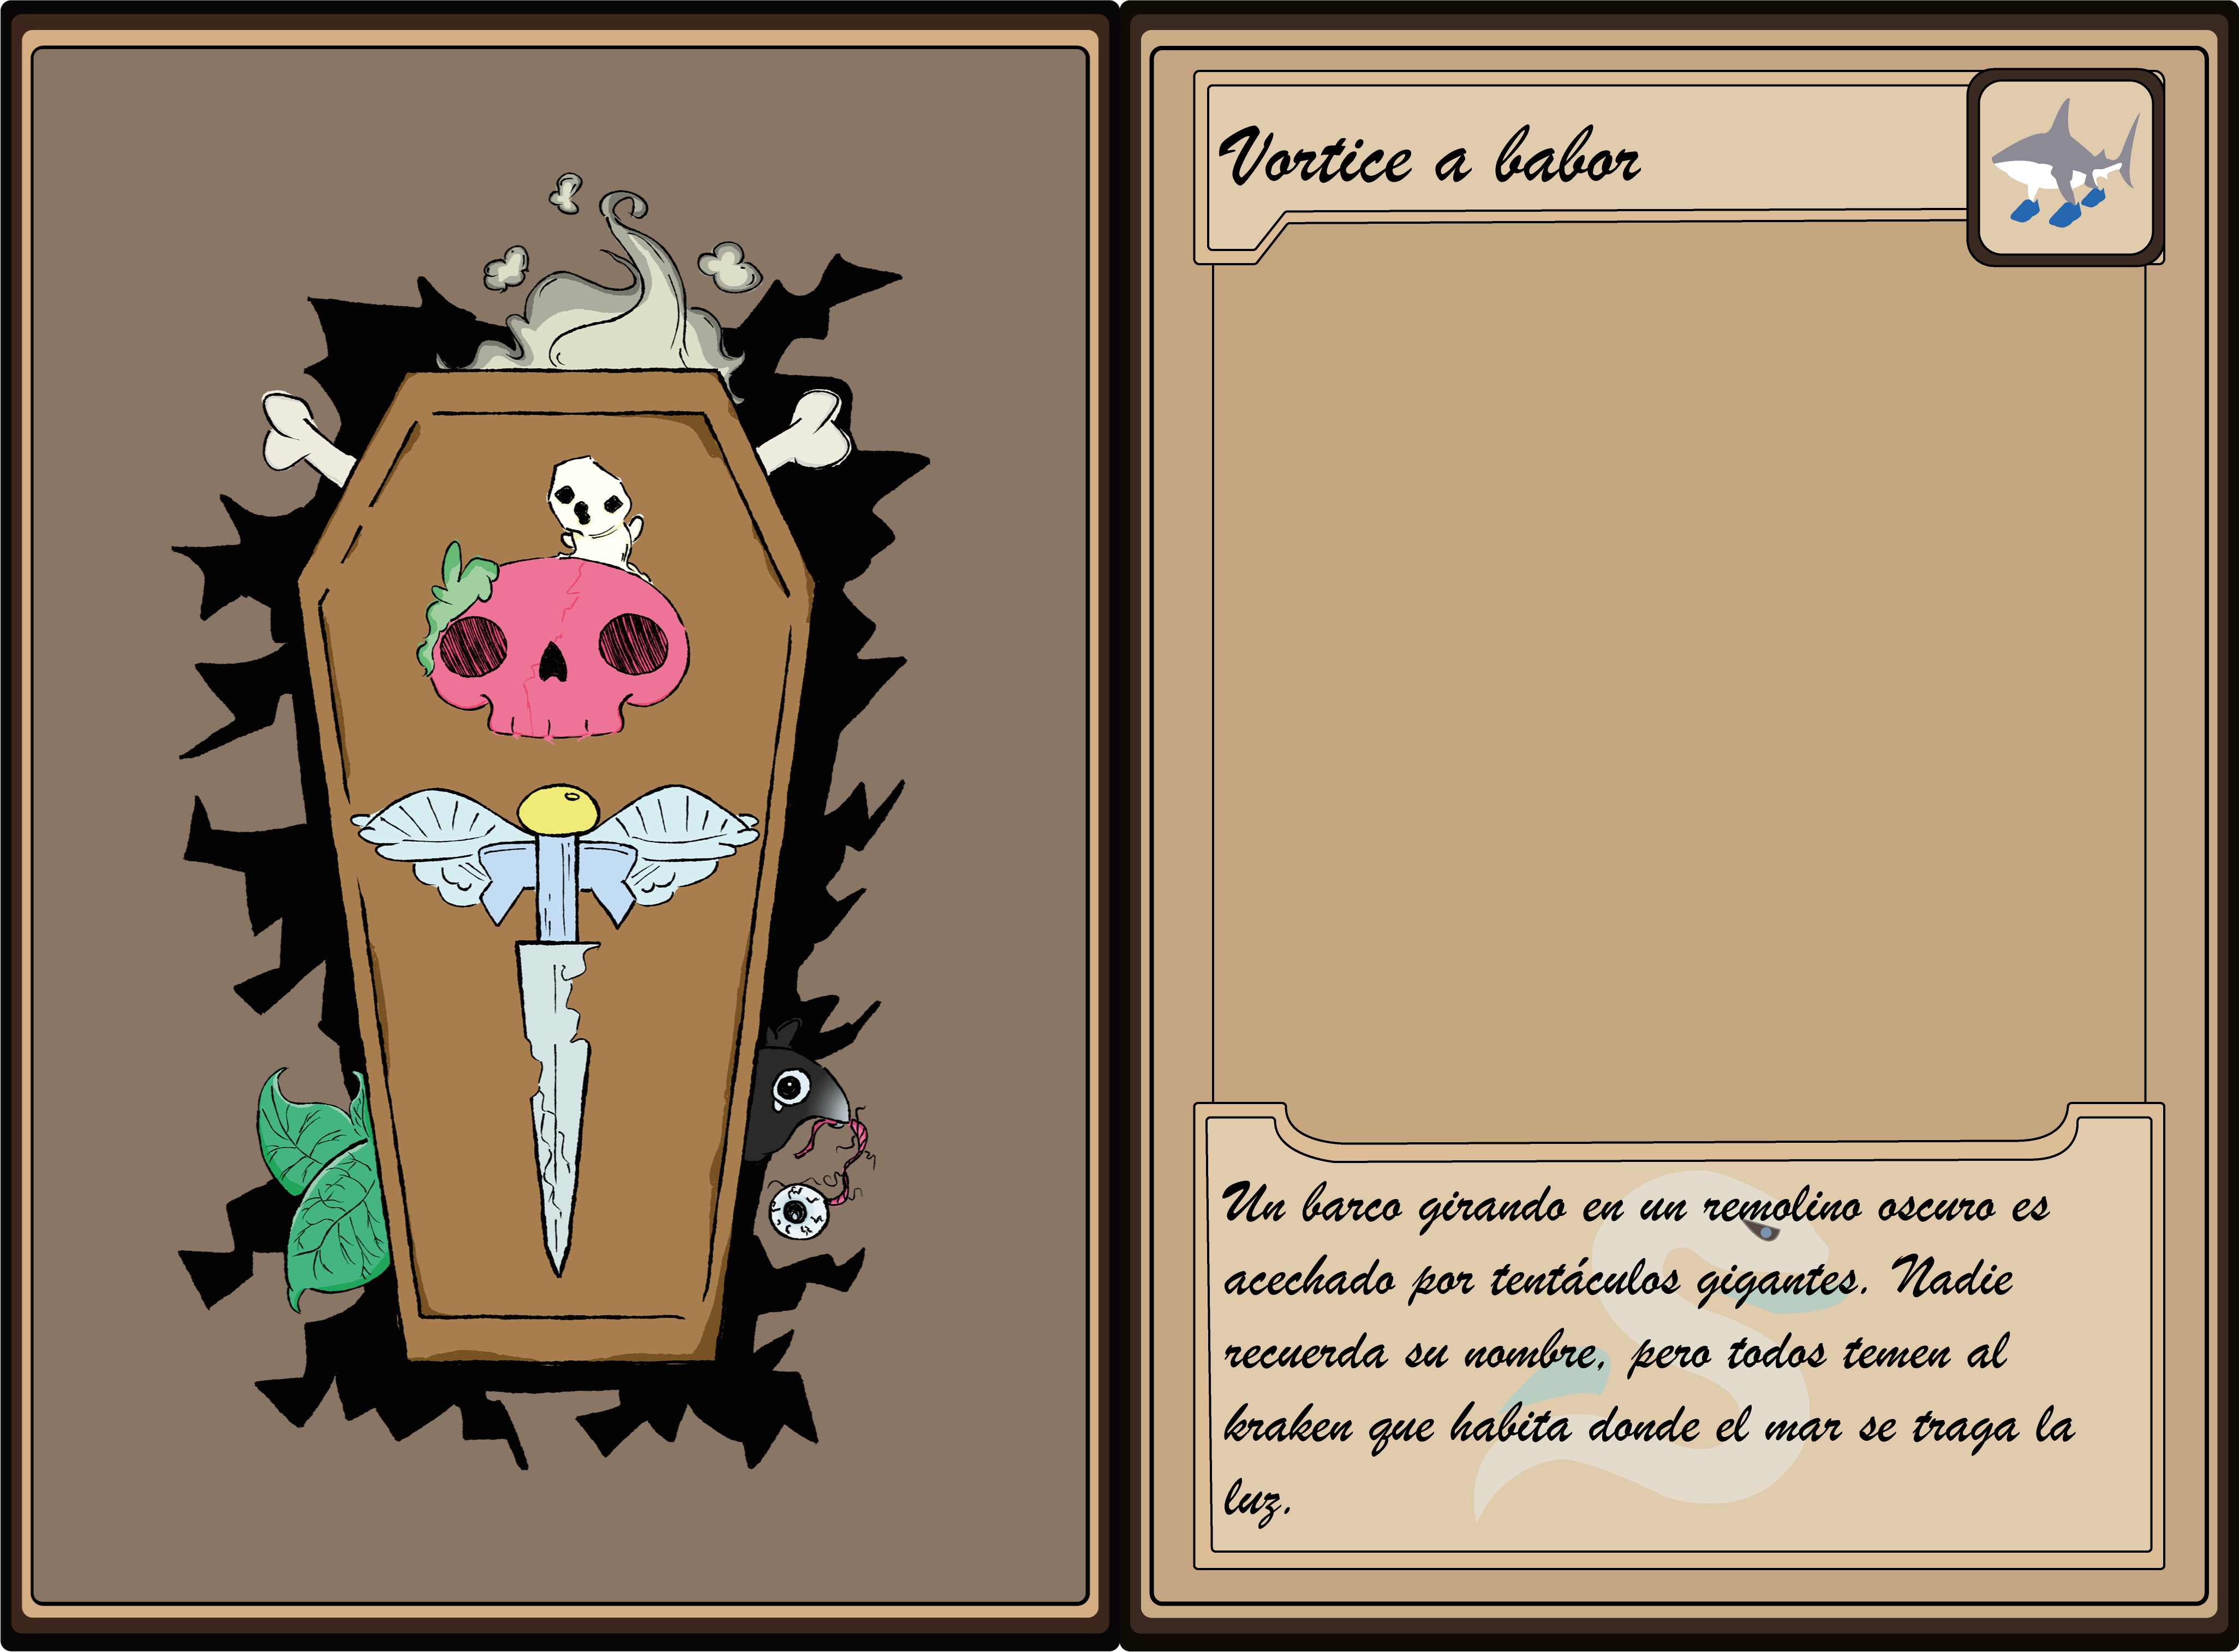 Vortice a babor
Un barco girando en un remolino oscuro es
acechado por tentáculos gigantes. Nadie
recuerda su nombre, pero todos temen al
kraken que habita donde el mar se traga la
luz.